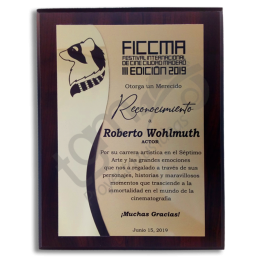 FICCMA
FESTIVAL INTERNACIONAL
DE CINE CIUDAD MADERO
III EDICIÓN 2019
Otorga un Merecido
Reconocimiento
a
Roberto Wohlmuth
ACTOR
Por su carrera artística en el Séptimo
Arte y las grandes emociones
que nos a regalado a través de sus
personajes, historias y maravillosos
momentos que trasciende a la
inmortalidad en el mundo de la
cinematografía
¡Muchas Gracias!
Junio 15, 2019